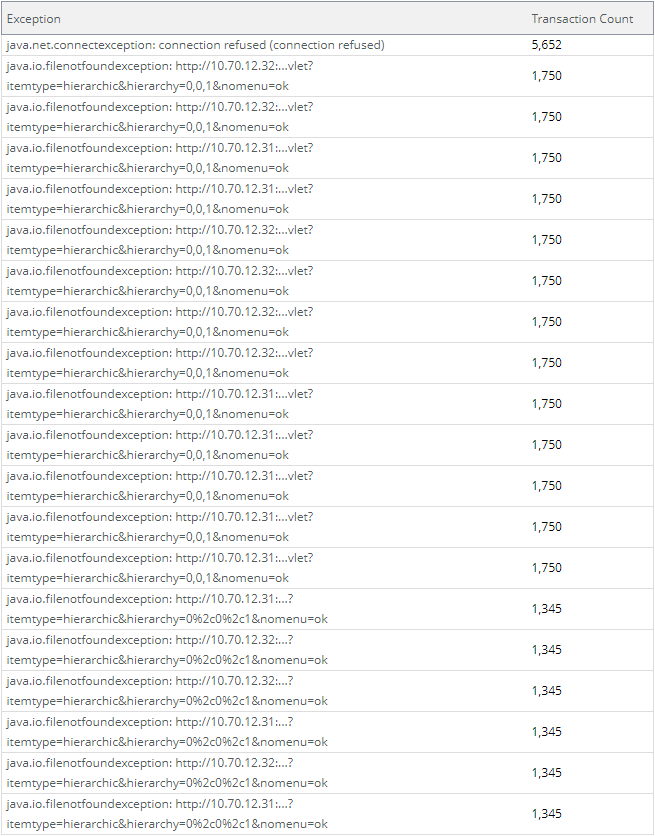 Exception Transaction Count
java.net.connectexception: connection refused (connection refused) 5,652
java.io.filenotfoundexception: http://10.70.12.32:...vlet?
itemtype=hierarchic&hierarchy=0,0,1&nomenu=ok
1,750
java.io.filenotfoundexception: http://10.70.12.32:...vlet?
itemtype=hierarchic&hierarchy=0,0,1&nomenu=ok
1,750
java.io.filenotfoundexception: http://10.70.12.31:...vlet?
itemtype=hierarchic&hierarchy=0,0,1&nomenu=ok
1,750
java.io.filenotfoundexception: http://10.70.12.31:...vlet?
itemtype=hierarchic&hierarchy=0,0,1&nomenu=ok
1,750
java.io.filenotfoundexception: http://10.70.12.32:...vlet?
itemtype=hierarchic&hierarchy=0,0,1&nomenu=ok
1,750
java.io.filenotfoundexception: http://10.70.12.32:...vlet?
itemtype=hierarchic&hierarchy=0,0,1&nomenu=ok
1,750
java.io.filenotfoundexception: http://10.70.12.32:...vlet?
itemtype=hierarchic&hierarchy=0,0,1&nomenu=ok
1,750
java.io.filenotfoundexception: http://10.70.12.32:...vlet?
itemtype=hierarchic&hierarchy=0,0,1&nomenu=ok
1,750
java.io.filenotfoundexception: http://10.70.12.31:...vlet?
itemtype=hierarchic&hierarchy=0,0,1&nomenu=ok
1,750
java.io.filenotfoundexception: http://10.70.12.31:...vlet?
itemtype=hierarchic&hierarchy=0,0,1&nomenu=ok
1,750
java.io.filenotfoundexception: http://10.70.12.31:...vlet?
itemtype=hierarchic&hierarchy=0,0,1&nomenu=ok
1,750
java.io.filenotfoundexception: http://10.70.12.31:...vlet?
itemtype=hierarchic&hierarchy=0,0,1&nomenu=ok
1,750
java.io.filenotfoundexception: http://10.70.12.31:...vlet?
itemtype=hierarchic&hierarchy=0,0,1&nomenu=ok
1,750
java.io.filenotfoundexception: http://10.70.12.31:...?
itemtype=hierarchic&hierarchy=0%2c0%2c1&nomenu=ok
1,345
java.io.filenotfoundexception: http://10.70.12.32:...?
itemtype=hierarchic&hierarchy=0%2c0%2c1&nomenu=ok
1,345
java.io.filenotfoundexception: http://10.70.12.32:...?
itemtype=hierarchic&hierarchy=0%2c0%2c1&nomenu=ok
1,345
java.io.filenotfoundexception: http://10.70.12.31:...?
itemtype=hierarchic&hierarchy=0%2c0%2c1&nomenu=ok
1,345
java.io.filenotfoundexception: http://10.70.12.32:...?
itemtype=hierarchic&hierarchy=0%2c0%2c1&nomenu=ok
1,345
java.io.filenotfoundexception: http://10.70.12.31:...?
itemtype=hierarchic&hierarchy=0%2c0%2c1&nomenu=ok
1,345